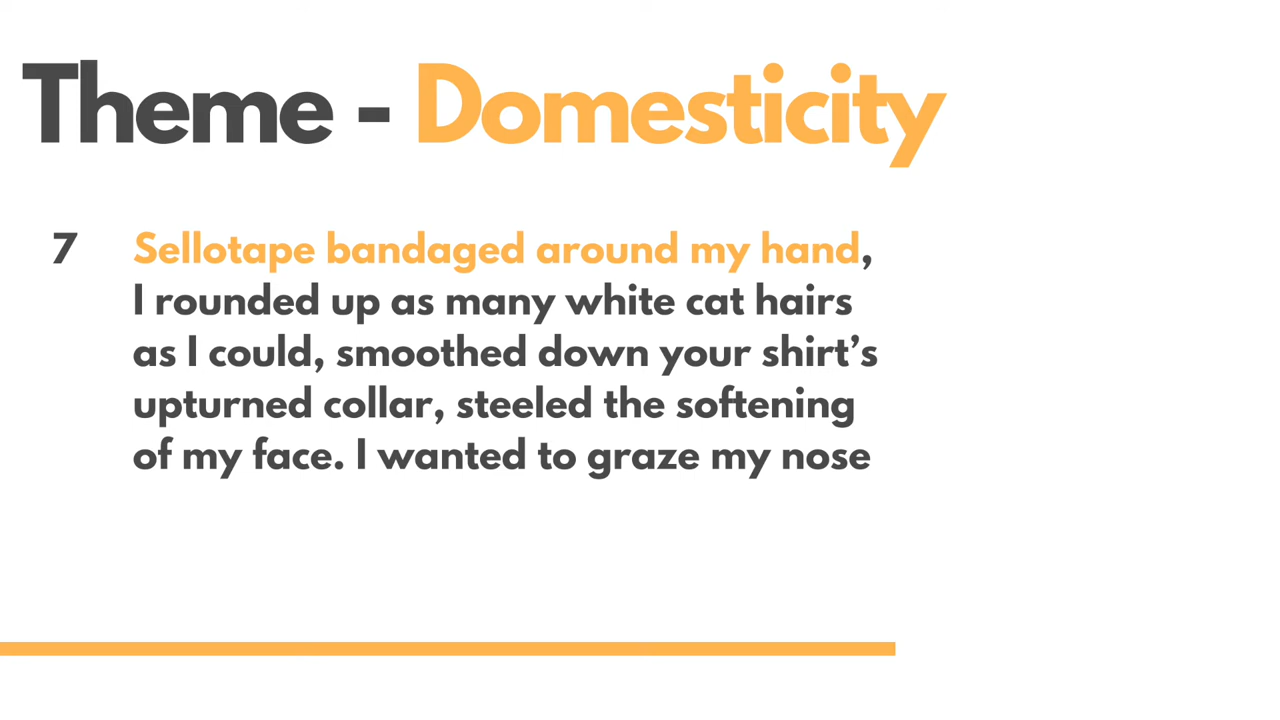 Theme - Domesticity
7 Sellotape bandaged around my hand,
I rounded up as many white cat hairs
as I could, smoothed down your shirt’s
upturned collar, steeled the softening
of my face. I wanted to graze my nose